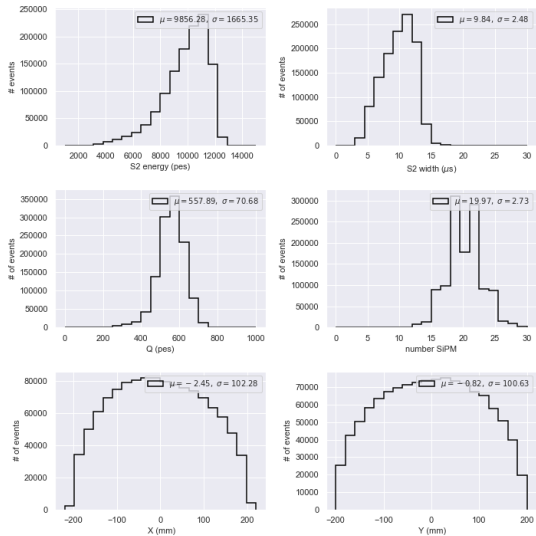 250000
200000
150000
100000
50000
0
# of events
μ = 9856.28, σ = 1665.35
2000 4000 6000 8000 10000 12000 14000
S2 energy (pes)
250000
200000
150000
100000
50000
0
# of events
μ = 9.84, σ = 2.48
0 5 10 15 20 25 30
S2 width (μs)
350000
300000
250000
200000
150000
100000
50000
0
# of events
μ = 557.89, σ = 70.68
0 200 400 600 800 1000
Q (pes)
300000
250000
200000
150000
100000
50000
0
# of events
μ = 19.97, σ = 2.73
0 5 10 15 20 25 30
number SiPM
80000
60000
40000
20000
0
# of events
μ = −2.45, σ = 102.28
−200 −100 0 100 200
X (mm)
70000
60000
50000
40000
30000
20000
10000
0
# of events
μ = −0.82, σ = 100.63
−200 −100 0 100 200
Y (mm)